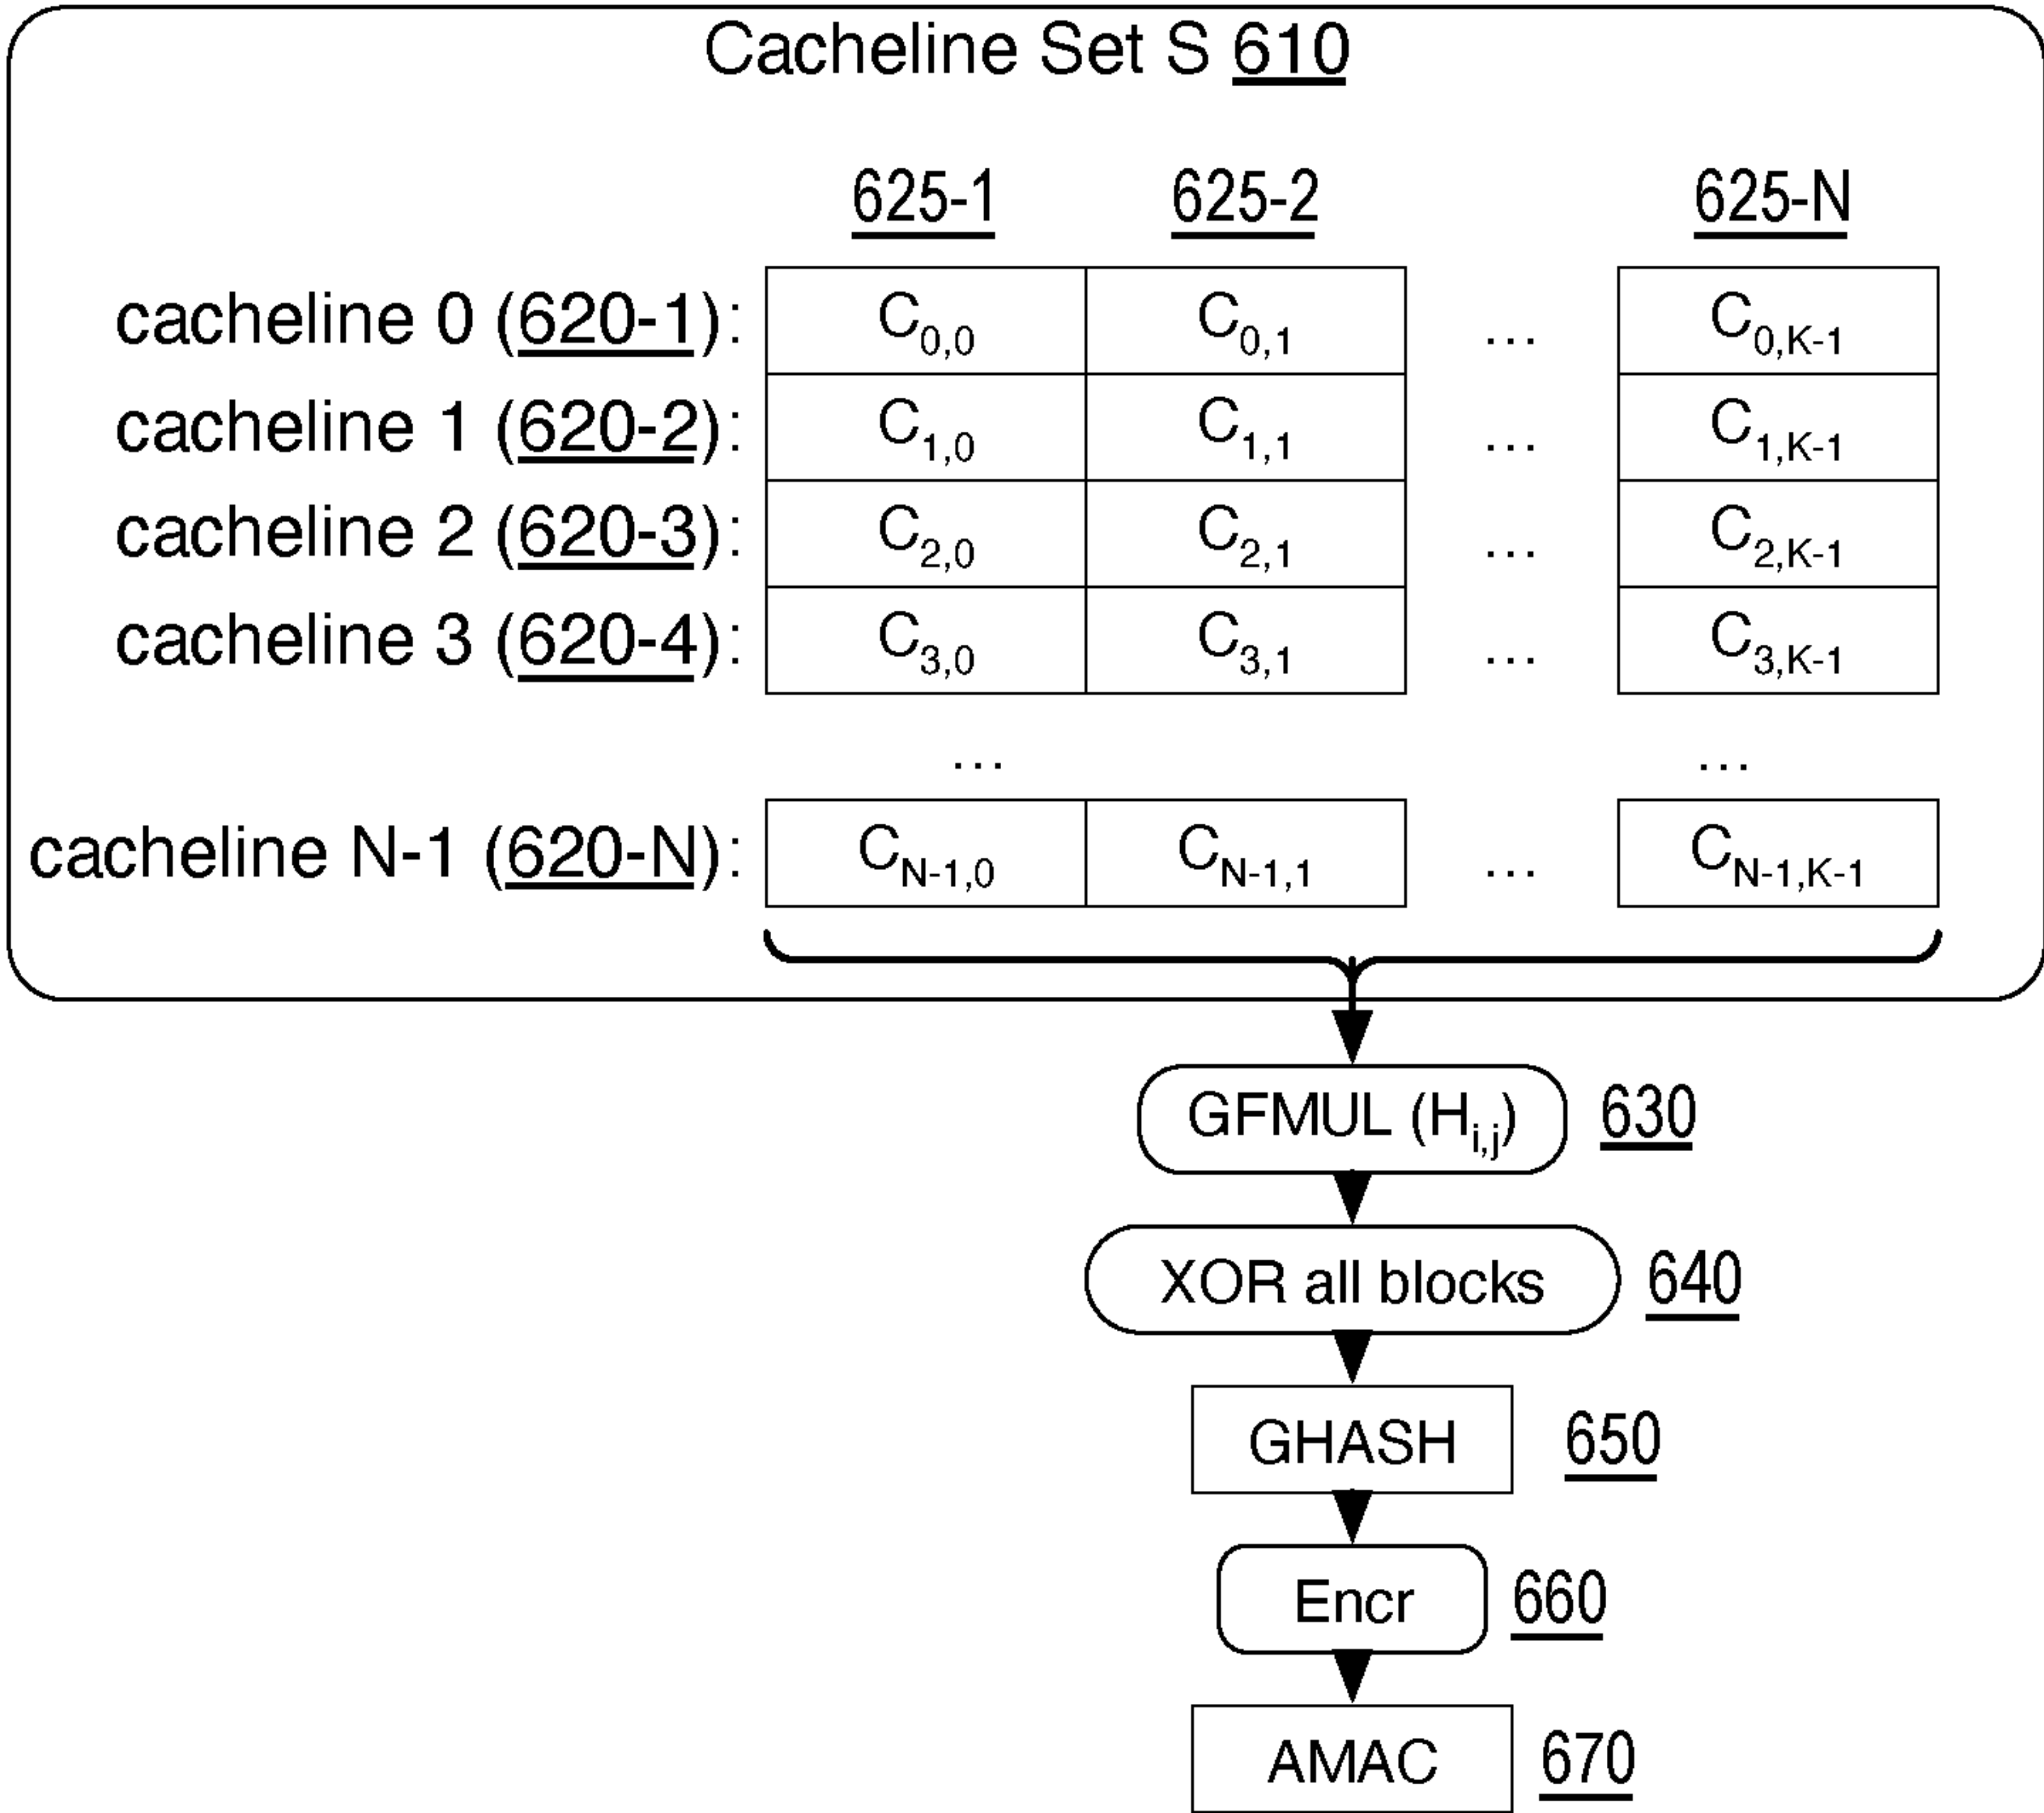 Cacheline Set S 610
625-1 625-2 625-N
cacheline 0 (620-1): C0,0 C0,1 ... C0,K-1
cacheline 1 (620-2): C1,0 C1,1 ... C1,K-1
cacheline 2 (620-3): C2,0 C2,1 ... C2,K-1
cacheline 3 (620-4): C3,0 C3,1 ... C3,K-1
... ...
cacheline N-1 (620-N): CN-1,0 CN-1,1 ... CN-1,K-1
GFMUL (Hi,j) 630
XOR all blocks 640
GHASH 650
Encr 660
AMAC 670